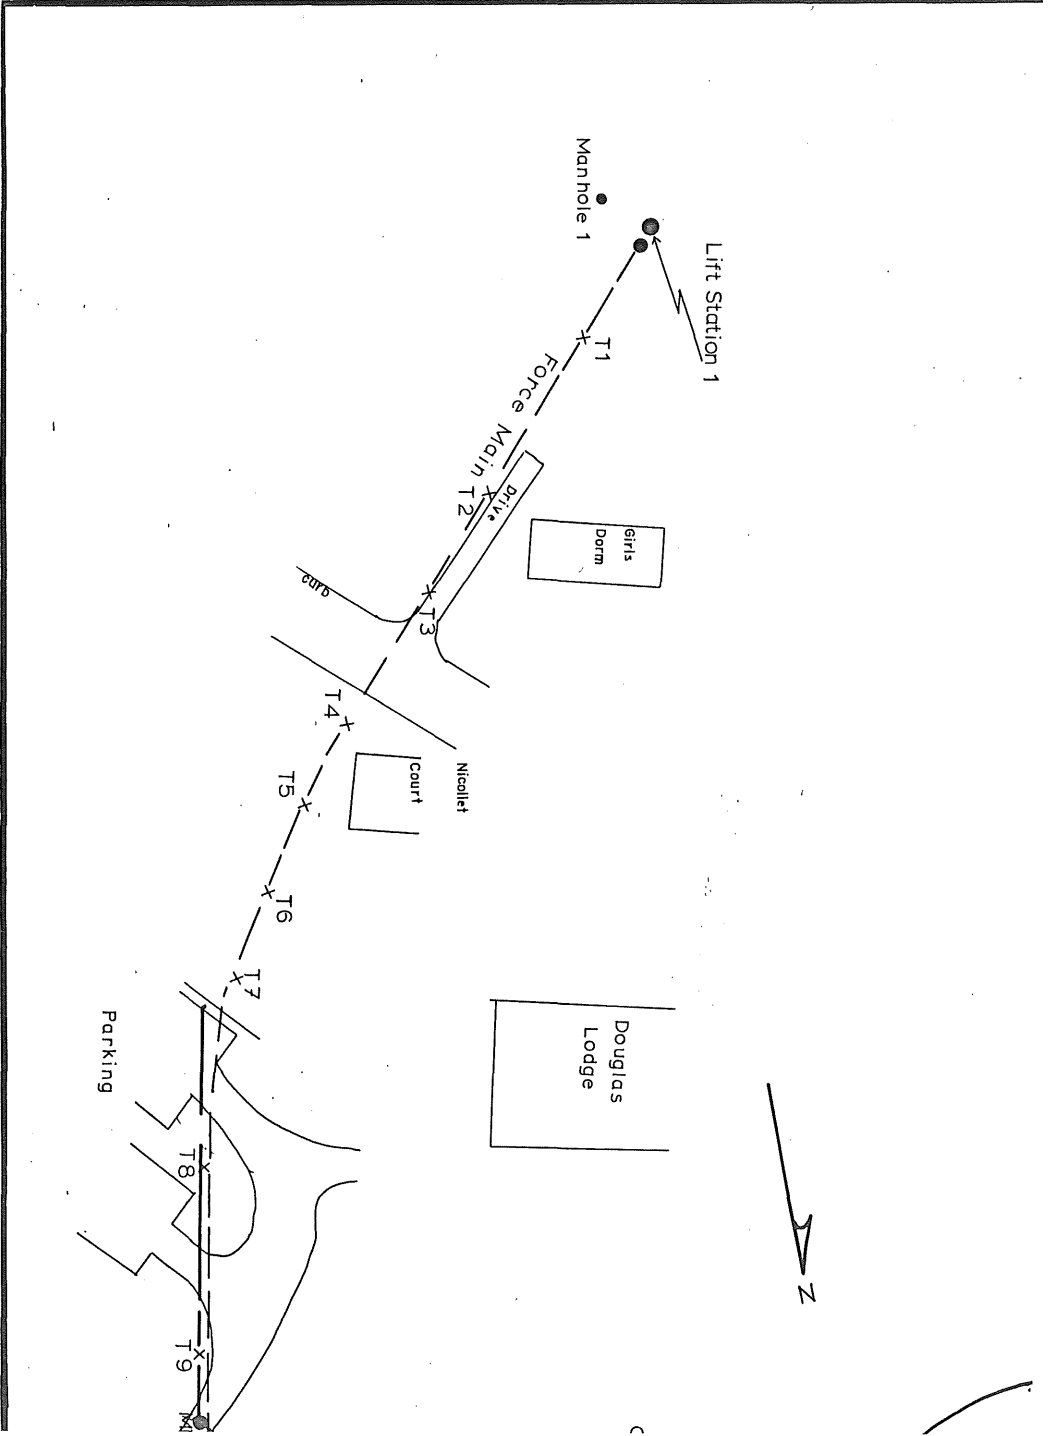 Manhole 1
Lift Station 1
T1
Force Main
T2
Drive
Girls
Dorm
curb
T3
T4
Nicollet
Court
T5
T6
T7
Douglas
Lodge
Parking
T8
N
T9